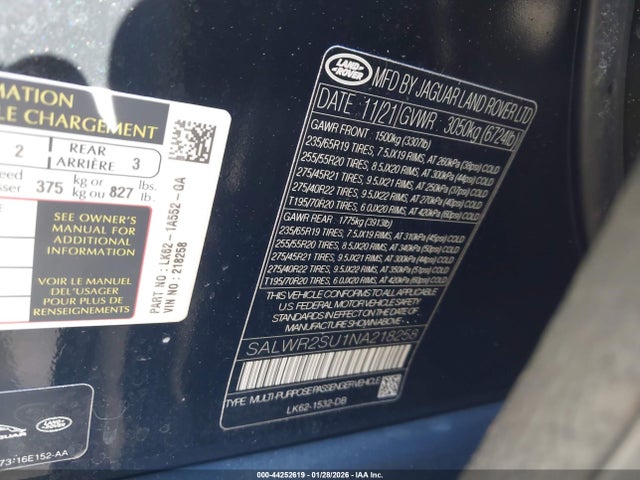 MATION
LE CHARGEMENT
2
REAR
ARRIÈRE
3
375
kg or
kg ou
827
lbs.
lb.
SEE OWNER'S
MANUAL FOR
ADDITIONAL
INFORMATION
VOIR LE MANUEL
DE L'USAGER
POUR PLUS DE
RENSEIGNEMENTS
PART NO : LK62-1A552-GA
VIN NO : 218258
LAND-
ROVER
MFD BY JAGUAR LAND ROVER LTD
DATE: 11/21 GVWR: 3050kg (6724lb)
GAWR FRONT: 1500kg (3307lb)
235/65R19 TIRES, 7.5JX19 RIMS, AT 260kPa (38psi) COLD
255/55R20 TIRES, 8.5JX20 RIMS, AT 300kPa (44psi) COLD
275/45R21 TIRES, 9.5JX21 RIMS, AT 250kPa (37psi) COLD
275/40R22 TIRES, 9.5JX22 RIMS, AT 270kPa (40psi) COLD
T195/70R20 TIRES, 6.0JX20 RIMS, AT 420kPa (60psi) COLD
GAWR REAR: 1775kg (3913lb)
235/65R19 TIRES, 7.5JX19 RIMS, AT 310kPa (45psi) COLD
255/55R20 TIRES, 8.5JX20 RIMS, AT 340kPa (50psi) COLD
275/45R21 TIRES, 9.5JX21 RIMS, AT 300kPa (44psi) COLD
275/40R22 TIRES, 9.5JX22 RIMS, AT 350kPa (51psi) COLD
T195/70R20 TIRES, 6.0JX20 RIMS, AT 420kPa (60psi) COLD
THIS VEHICLE CONFORMS TO ALL APPLICABLE
U.S. FEDERAL MOTOR VEHICLE SAFETY
STANDARDS IN EFFECT ON THE DATE OF
MANUFACTURE SHOWN ABOVE.
SALWR2SU1NA218258
TYPE: MULTI-PURPOSE PASSENGER VEHICLE
LK62-1532-DB
JAGUAR
LAND-
ROVER
73-16E152-AA
000-44252619 - 01/28/2026 - IAA Inc.